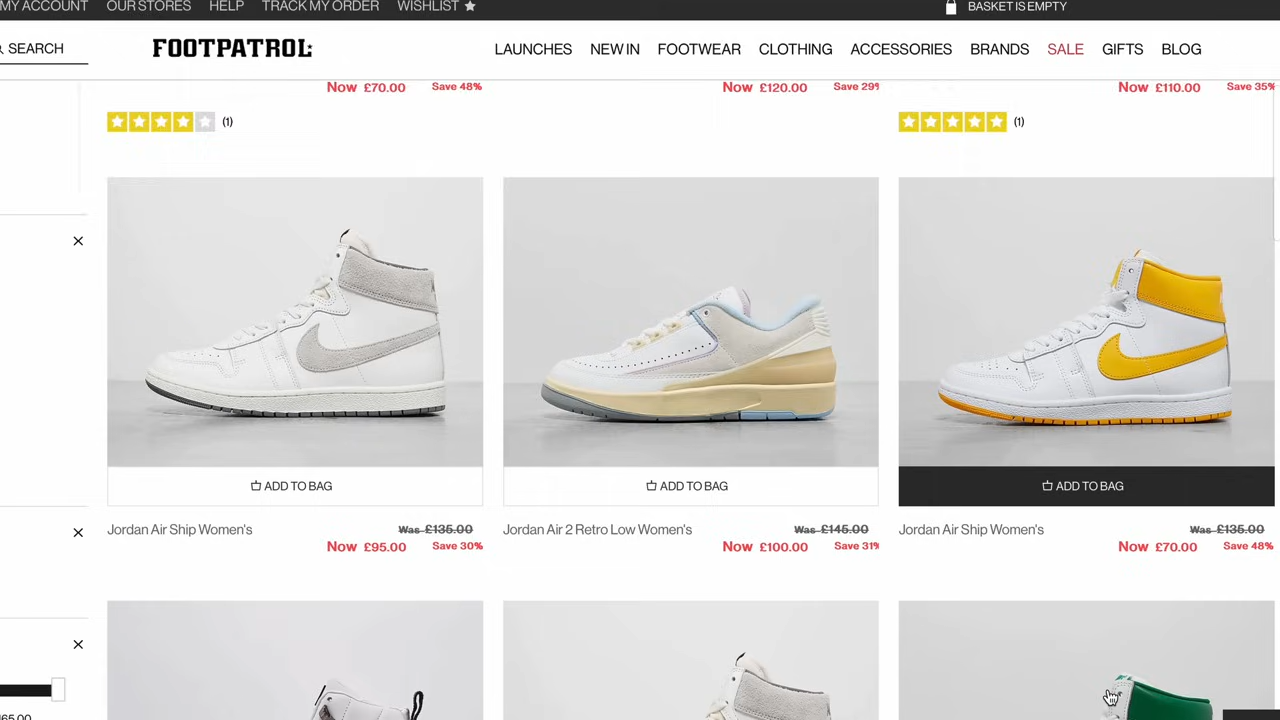 MY ACCOUNT OUR STORES HELP TRACK MY ORDER WISHLIST BASKET IS EMPTY
SEARCH FOOTPATROL LAUNCHES NEW IN FOOTWEAR CLOTHING ACCESSORIES BRANDS SALE GIFTS BLOG
Now £70.00 Save 48% Now £120.00 Save 29% Now £110.00 Save 35%
(1) (1)
ADD TO BAG ADD TO BAG ADD TO BAG
Jordan Air Ship Women's Was £135.00 Jordan Air 2 Retro Low Women's Was £145.00 Jordan Air Ship Women's Was £135.00
Now £95.00 Save 30% Now £100.00 Save 31% Now £70.00 Save 48%